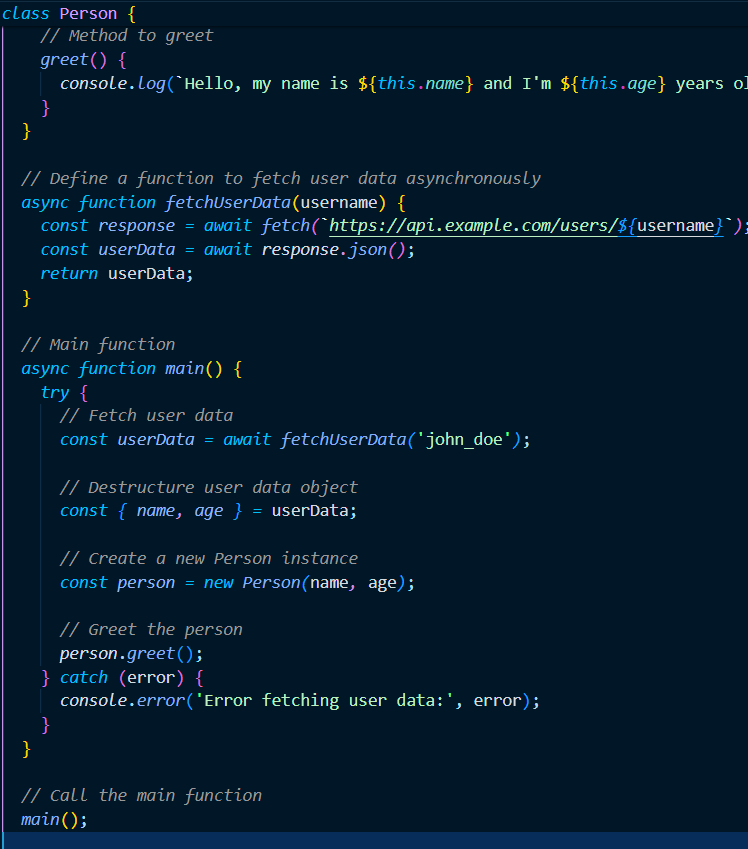 class Person {
    // Method to greet
    greet() {
      console.log(`Hello, my name is ${this.name} and I'm ${this.age} years
    }
  }

  // Define a function to fetch user data asynchronously
  async function fetchUserData(username) {
    const response = await fetch(`https://api.example.com/users/${username}`);
    const userData = await response.json();
    return userData;
  }

  // Main function
  async function main() {
    try {
      // Fetch user data
      const userData = await fetchUserData('john_doe');

      // Destructure user data object
      const { name, age } = userData;

      // Create a new Person instance
      const person = new Person(name, age);

      // Greet the person
      person.greet();
    } catch (error) {
      console.error('Error fetching user data:', error);
    }
  }

  // Call the main function
  main();